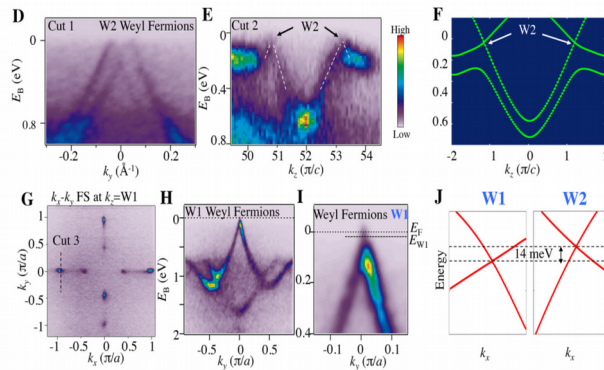 D
Cut 1
W2 Weyl Fermions
E_B (eV)
0
0.8
-0.2
0.0
0.2
k_y (Å⁻¹)
E
Cut 2
W2
E_B (eV)
0
0.4
0.8
50
51
52
53
54
k_z (π/c)
High
Low
F
W2
E_B (eV)
0
0.2
0.4
0.6
-2
-1
0
1
2
k_z (π/c)
G
k_x-k_y FS at k_z=W1
Cut 3
k_y (π/a)
1
0
-1
-1
0
1
k_x (π/a)
H
W1 Weyl Fermions
E_B (eV)
0
1
2
-0.5
0.0
0.5
k_y (π/a)
I
Weyl Fermions W1
E_F
E_W1
0
0.2
0.4
-0.1
0.0
0.1
k_y (π/a)
J
W1
W2
14 meV
Energy
k_x
k_x